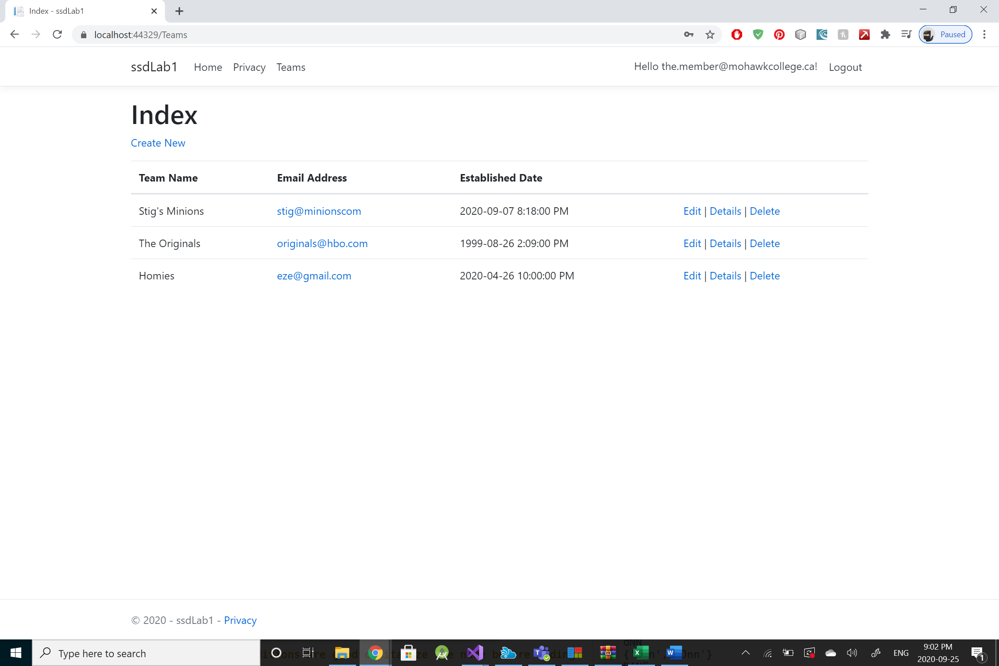 Index - ssdLab1
localhost:44329/Teams
Paused
ssdLab1 Home Privacy Teams Hello the.member@mohawkcollege.ca! Logout
Index
Create New
Team Name Email Address Established Date
Stig's Minions stig@minionscom 2020-09-07 8:18:00 PM Edit | Details | Delete
The Originals originals@hbo.com 1999-08-26 2:09:00 PM Edit | Details | Delete
Homies eze@gmail.com 2020-04-26 10:00:00 PM Edit | Details | Delete
© 2020 - ssdLab1 - Privacy
Type here to search
ENG
9:02 PM
2020-09-25
1